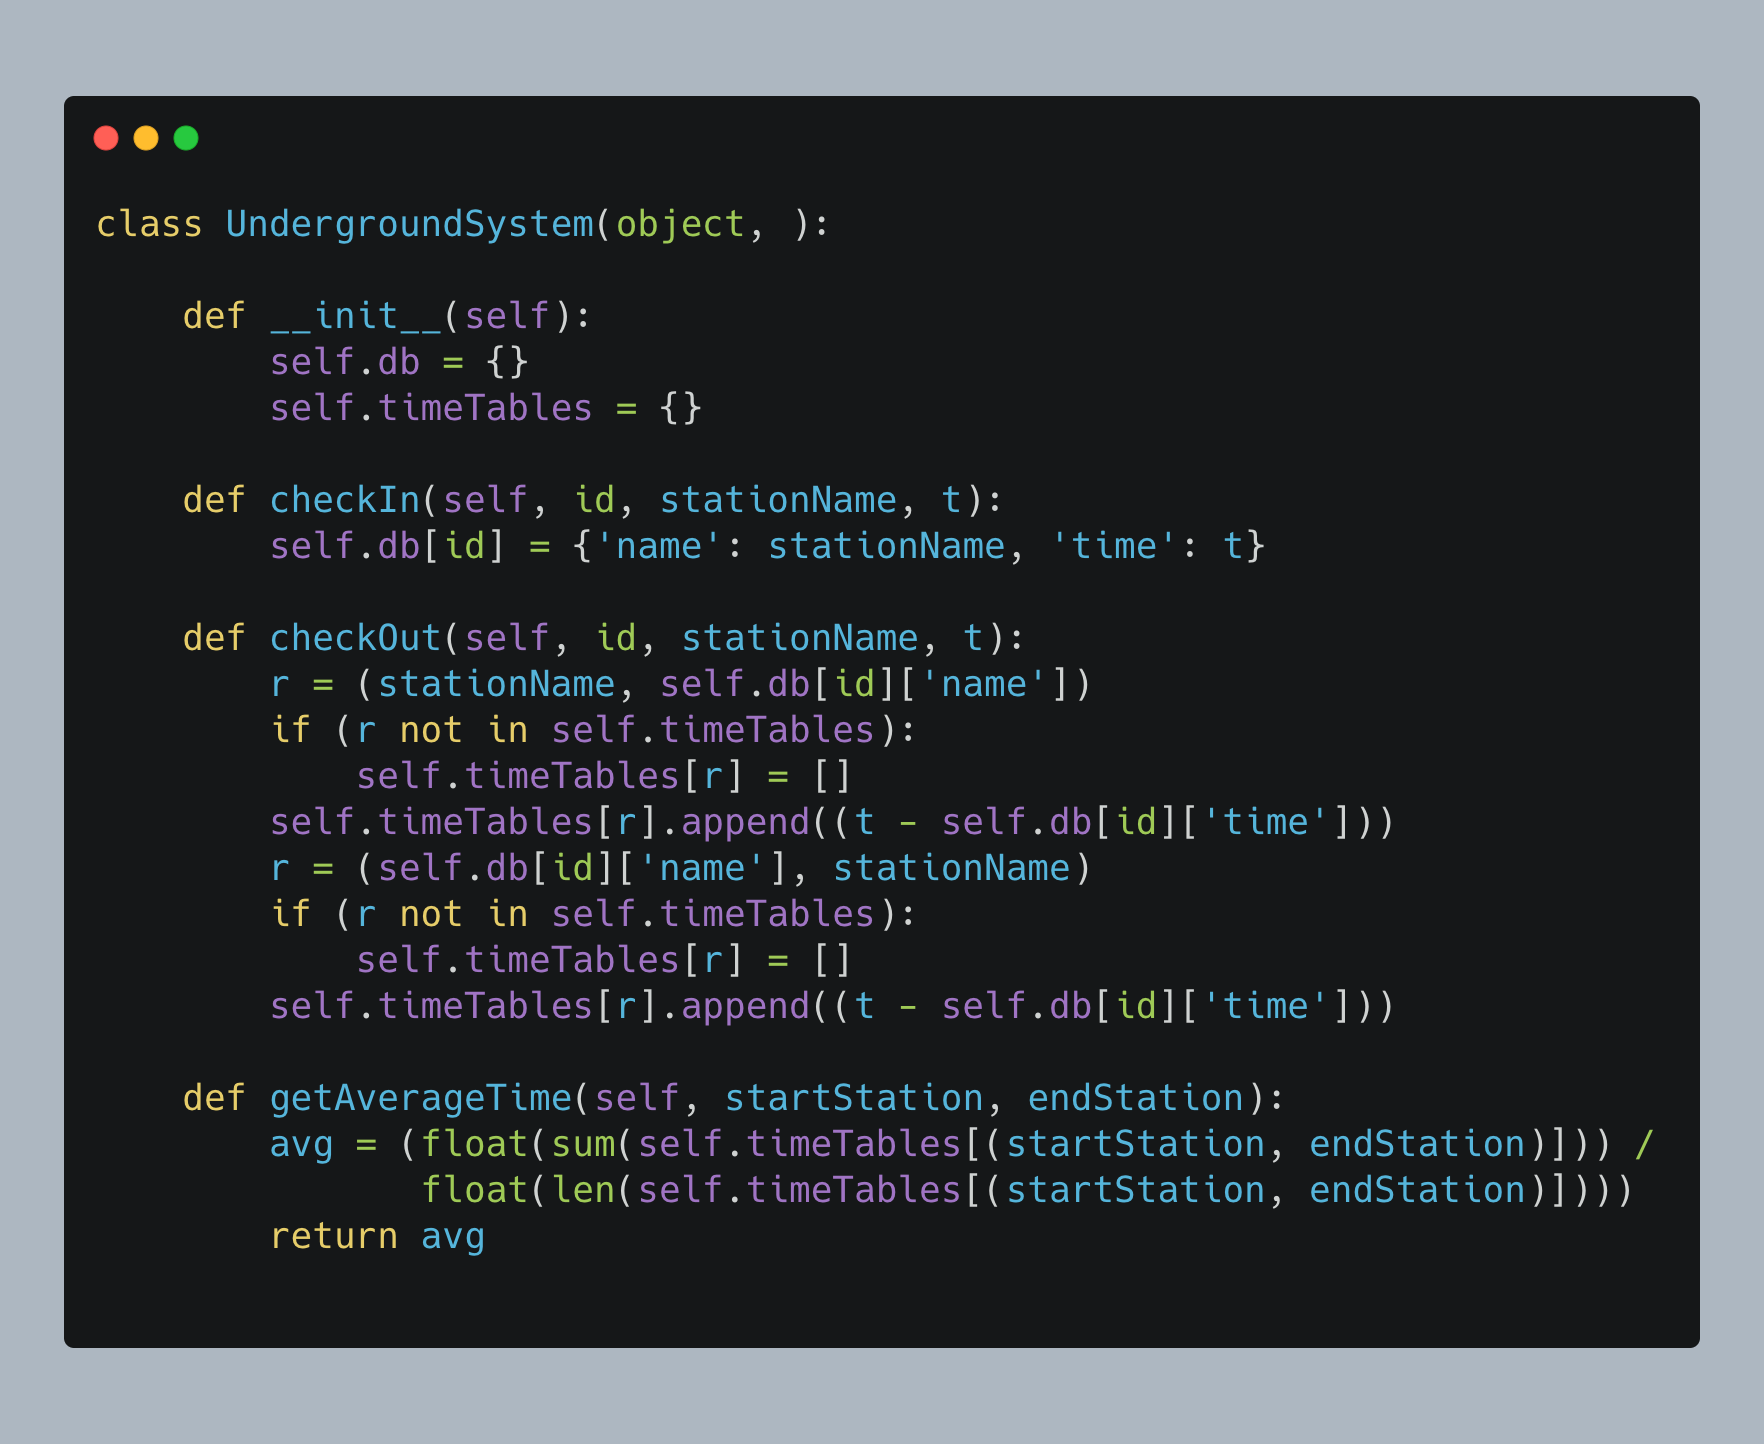 class UndergroundSystem(object, ):
    def __init__(self):
        self.db = {}
        self.timeTables = {}
    def checkIn(self, id, stationName, t):
        self.db[id] = {'name': stationName, 'time': t}
    def checkOut(self, id, stationName, t):
        r = (stationName, self.db[id]['name'])
        if (r not in self.timeTables):
            self.timeTables[r] = []
        self.timeTables[r].append((t - self.db[id]['time']))
        r = (self.db[id]['name'], stationName)
        if (r not in self.timeTables):
            self.timeTables[r] = []
        self.timeTables[r].append((t - self.db[id]['time']))
    def getAverageTime(self, startStation, endStation):
        avg = (float(sum(self.timeTables[(startStation, endStation)])) /
               float(len(self.timeTables[(startStation, endStation)])))
        return avg